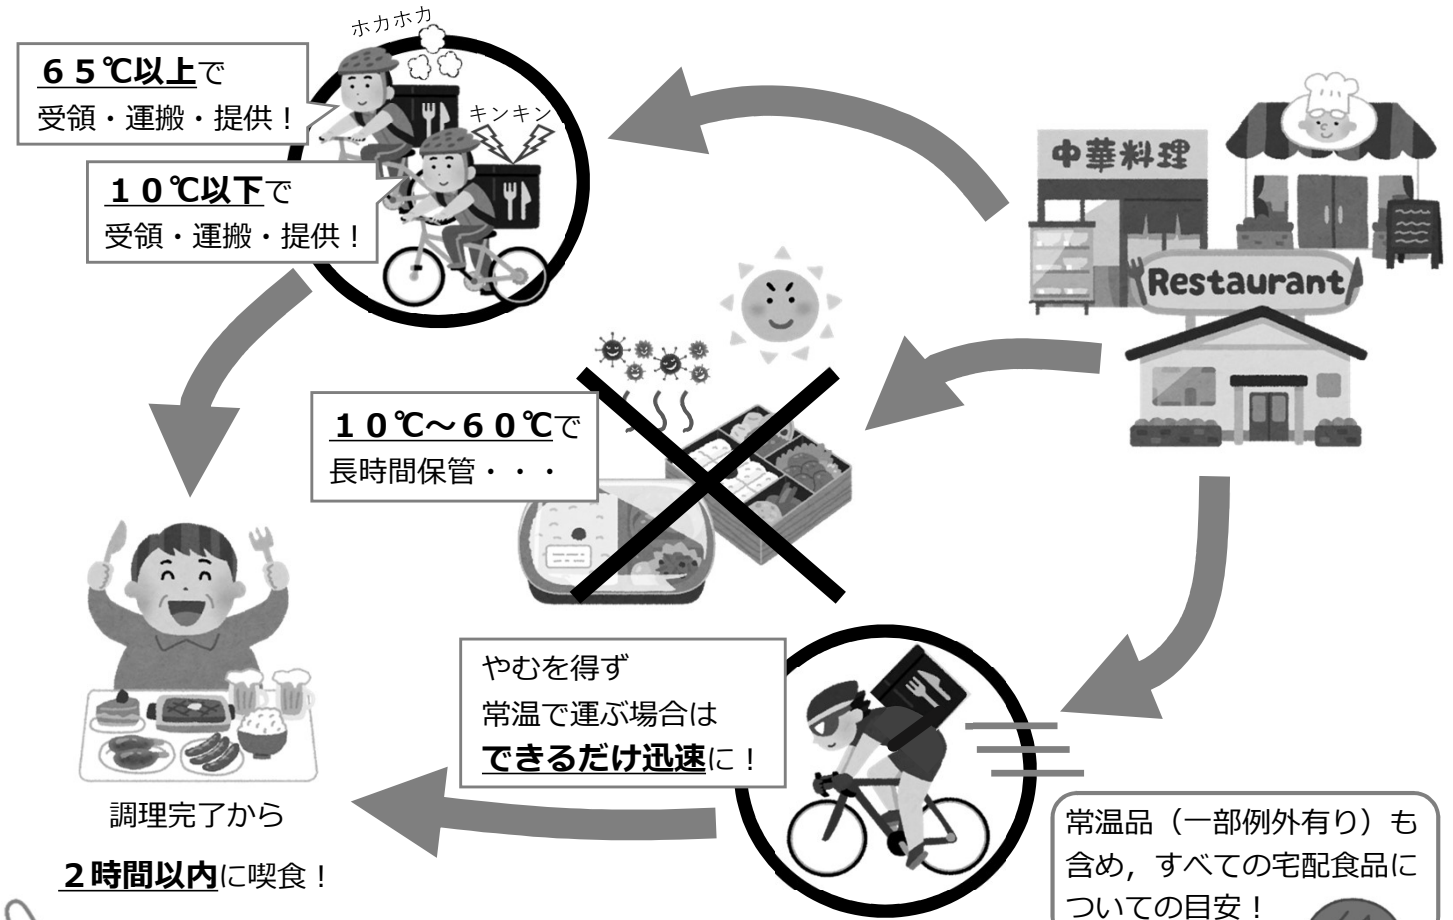 ホカホカ
６５℃以上で
受領・運搬・提供！
キンキン
１０℃以下で
受領・運搬・提供！
中華料理
Restaurant
１０℃～６０℃で
長時間保管・・・
やむを得ず
常温で運ぶ場合は
できるだけ迅速に！
調理完了から
２時間以内に喫食！
常温品（一部例外有り）も
含め，すべての宅配食品に
ついての目安！